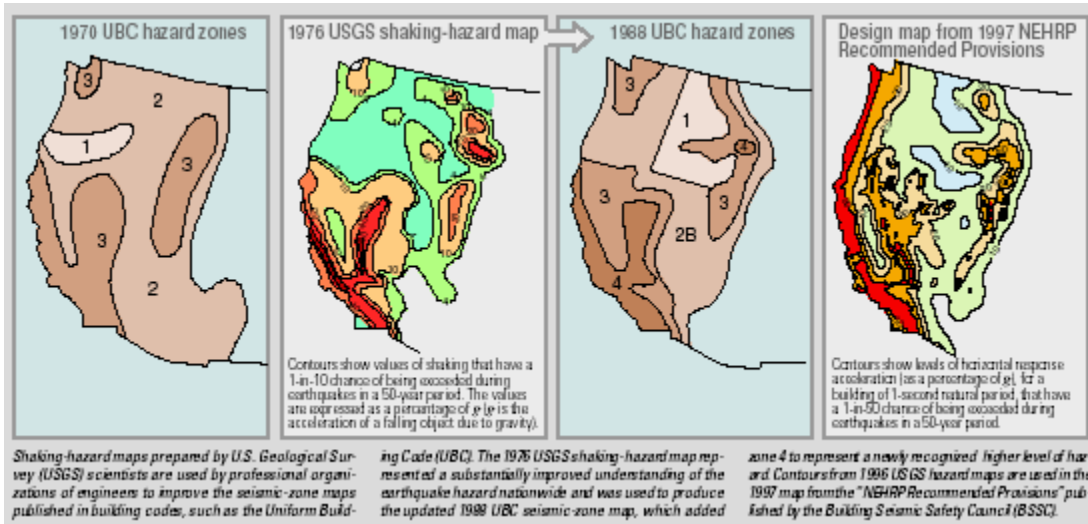 1970 UBC hazard zones
3
2
1
3
3
2
1976 USGS shaking-hazard map
Contours show values of shaking that have a
1-in-10 chance of being exceeded during
earthquakes in a 50-year period. The values
are expressed as a percentage of g (g is the
acceleration of a falling object due to gravity).
1988 UBC hazard zones
3
1
4
3
3
2B
4
Design map from 1997 NEHRP
Recommended Provisions
Contours show levels of horizontal response
acceleration (as a percentage of g), for a
building of 1-second natural period, that have
a 1-in-50 chance of being exceeded during
earthquakes in a 50-year period.
Shaking-hazard maps prepared by U.S. Geological Sur-
vey (USGS) scientists are used by professional organi-
zations of engineers to improve the seismic-zone maps
published in building codes, such as the Uniform Build-
ing Code (UBC). The 1976 USGS shaking-hazard map rep-
resented a substantially improved understanding of the
earthquake hazard nationwide and was used to produce
the updated 1988 UBC seismic-zone map, which added
zone 4 to represent a newly recognized higher level of haz
ard. Contours from 1996 USGS hazard maps are used in the
1997 map from the "NEHRP Recommended Provisions" pub
lished by the Building Seismic Safety Council (BSSC).